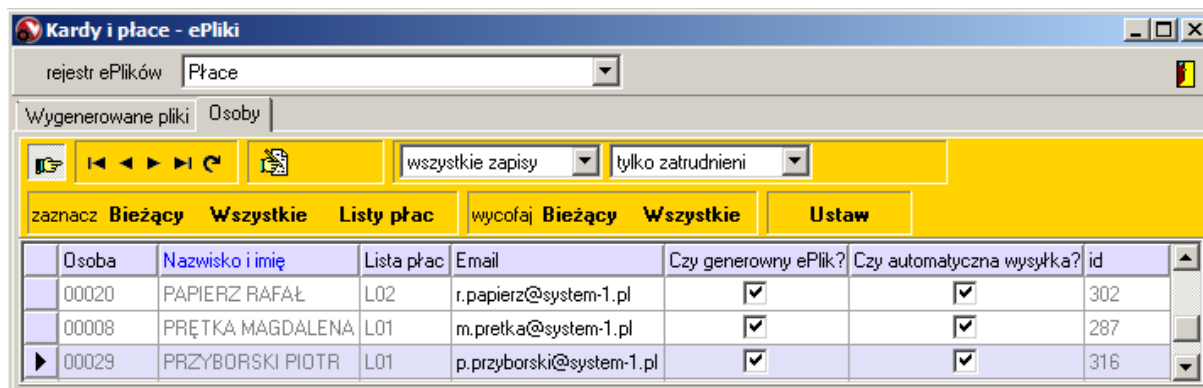 Kardy i płace - ePliki
rejestr ePlików Płace
Wygenerowane pliki Osoby
wszystkie zapisy tylko zatrudnieni
zaznacz Bieżący Wszystkie Listy płac wycofaj Bieżący Wszystkie Ustaw
Osoba Nazwisko i imię Lista płac Email Czy generowny ePlik? Czy automatyczna wysyłka? id
00020 PAPIERZ RAFAŁ L02 r.papierz@system-1.pl 302
00008 PRĘTKA MAGDALENA L01 m.pretka@system-1.pl 287
00029 PRZYBORSKI PIOTR L01 p.przyborski@system-1.pl 316